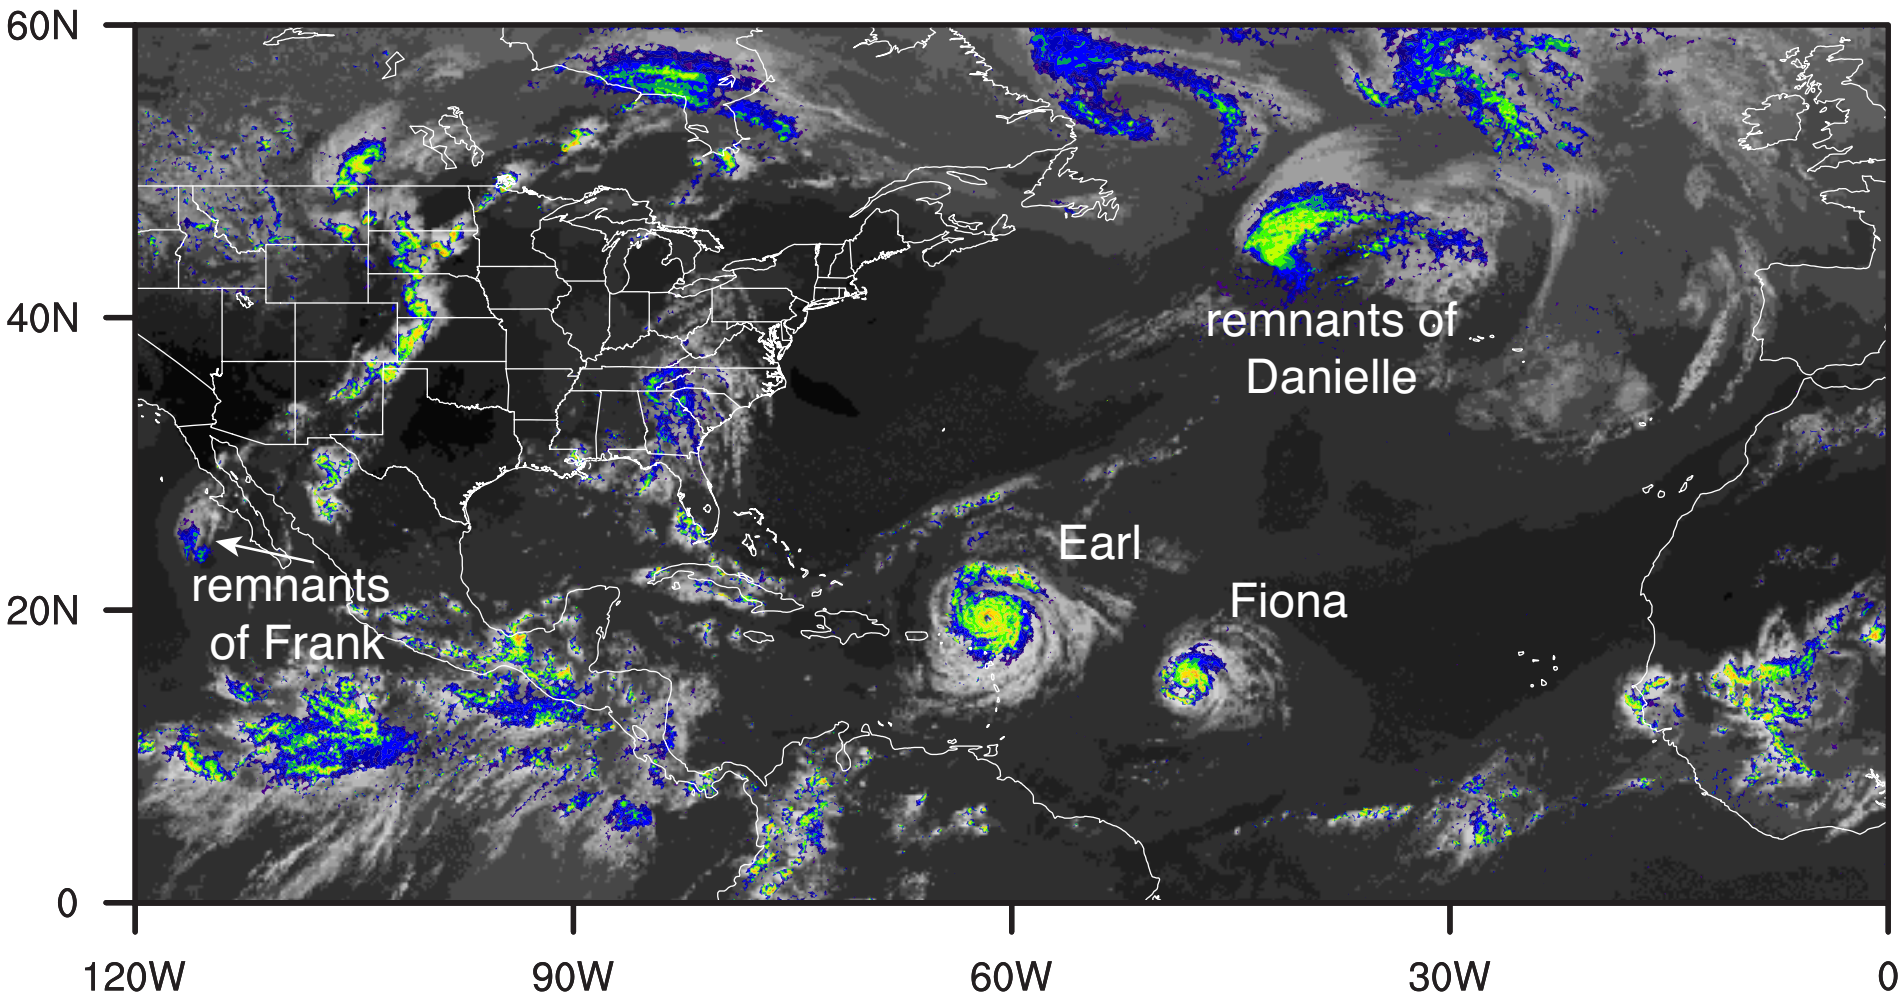 60N
40N
20N
0
remnants of
Danielle
Earl
Fiona
remnants
of Frank
120W
90W
60W
30W
0